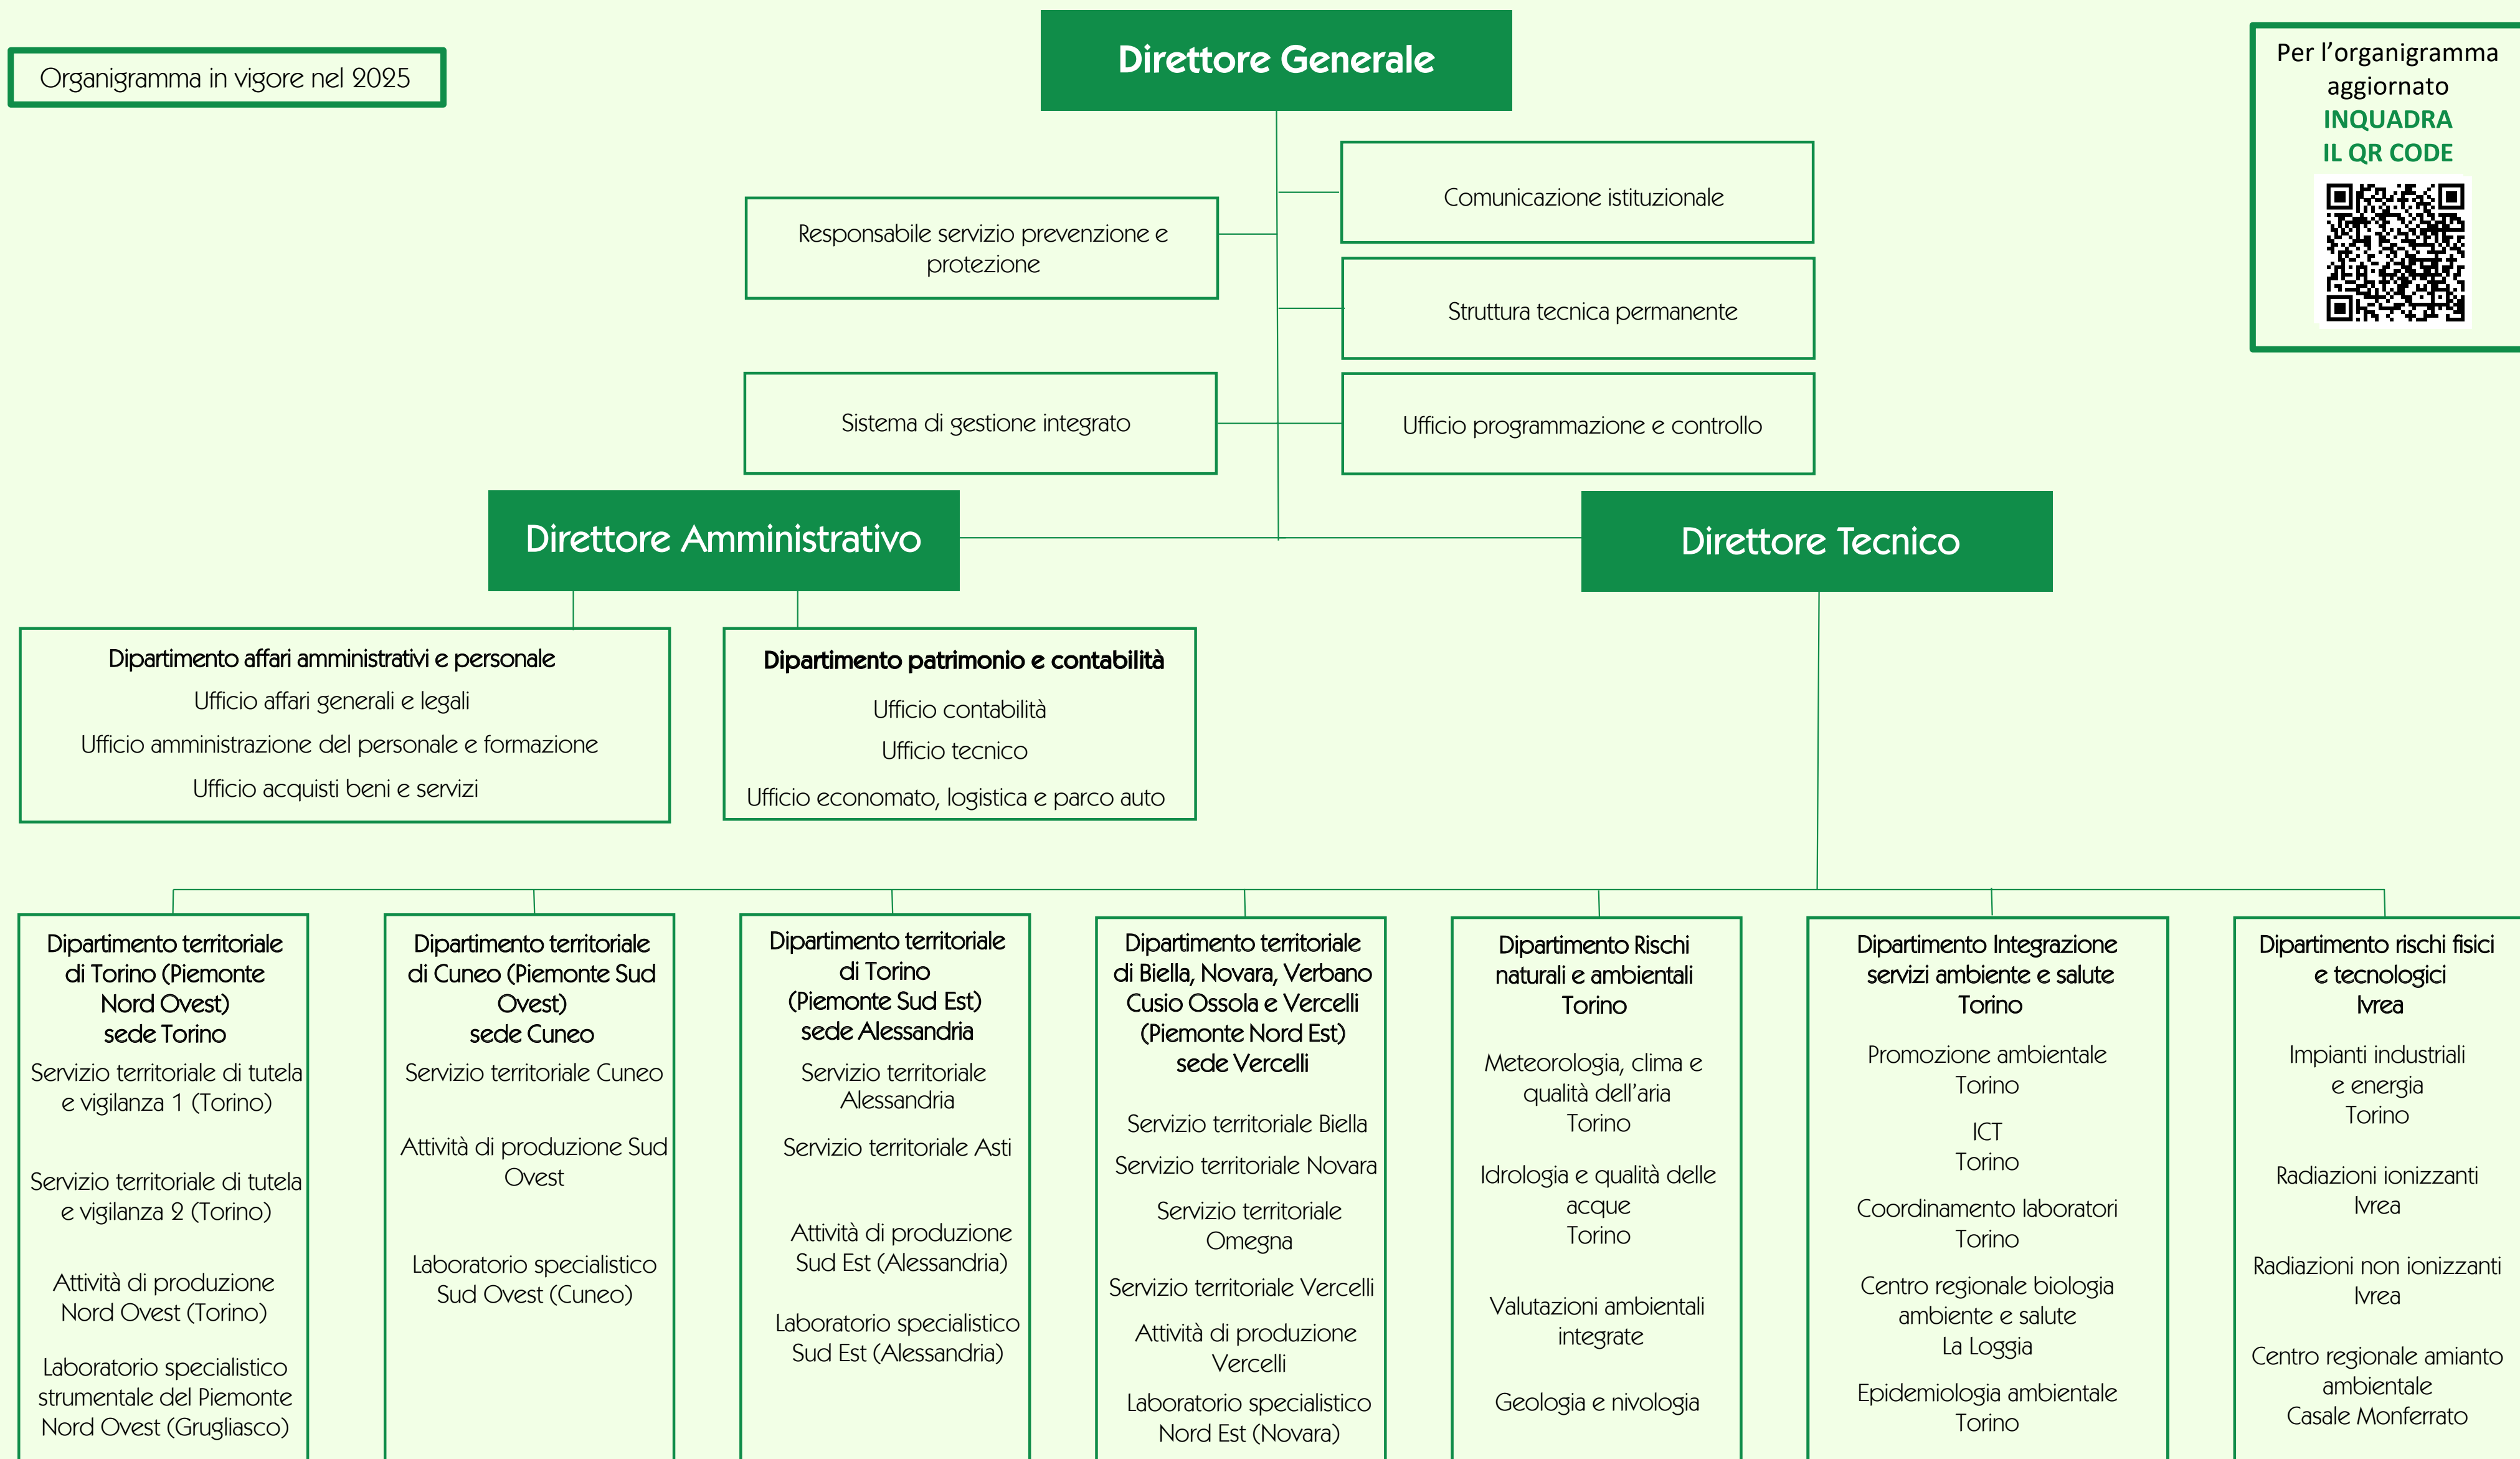 Organigramma in vigore nel 2025
Direttore Generale
Per l’organigramma
aggiornato
INQUADRA
IL QR CODE
Comunicazione istituzionale
Responsabile servizio prevenzione e
protezione
Struttura tecnica permanente
Sistema di gestione integrato
Ufficio programmazione e controllo
Direttore Amministrativo
Direttore Tecnico
Dipartimento affari amministrativi e personale
Ufficio affari generali e legali
Ufficio amministrazione del personale e formazione
Ufficio acquisti beni e servizi
Dipartimento patrimonio e contabilità
Ufficio contabilità
Ufficio tecnico
Ufficio economato, logistica e parco auto
Dipartimento territoriale
di Torino (Piemonte
Nord Ovest)
sede Torino
Servizio territoriale di tutela
e vigilanza 1 (Torino)
Servizio territoriale di tutela
e vigilanza 2 (Torino)
Attività di produzione
Nord Ovest (Torino)
Laboratorio specialistico
strumentale del Piemonte
Nord Ovest (Grugliasco)
Dipartimento territoriale
di Cuneo (Piemonte Sud
Ovest)
sede Cuneo
Servizio territoriale Cuneo
Attività di produzione Sud
Ovest
Laboratorio specialistico
Sud Ovest (Cuneo)
Dipartimento territoriale
di Torino
(Piemonte Sud Est)
sede Alessandria
Servizio territoriale
Alessandria
Servizio territoriale Asti
Attività di produzione
Sud Est (Alessandria)
Laboratorio specialistico
Sud Est (Alessandria)
Dipartimento territoriale
di Biella, Novara, Verbano
Cusio Ossola e Vercelli
(Piemonte Nord Est)
sede Vercelli
Servizio territoriale Biella
Servizio territoriale Novara
Servizio territoriale
Omegna
Servizio territoriale Vercelli
Attività di produzione
Vercelli
Laboratorio specialistico
Nord Est (Novara)
Dipartimento Rischi
naturali e ambientali
Torino
Meteorologia, clima e
qualità dell’aria
Torino
Idrologia e qualità delle
acque
Torino
Valutazioni ambientali
integrate
Geologia e nivologia
Dipartimento Integrazione
servizi ambiente e salute
Torino
Promozione ambientale
Torino
ICT
Torino
Coordinamento laboratori
Torino
Centro regionale biologia
ambiente e salute
La Loggia
Epidemiologia ambientale
Torino
Dipartimento rischi fisici
e tecnologici
Ivrea
Impianti industriali
e energia
Torino
Radiazioni ionizzanti
Ivrea
Radiazioni non ionizzanti
Ivrea
Centro regionale amianto
ambientale
Casale Monferrato